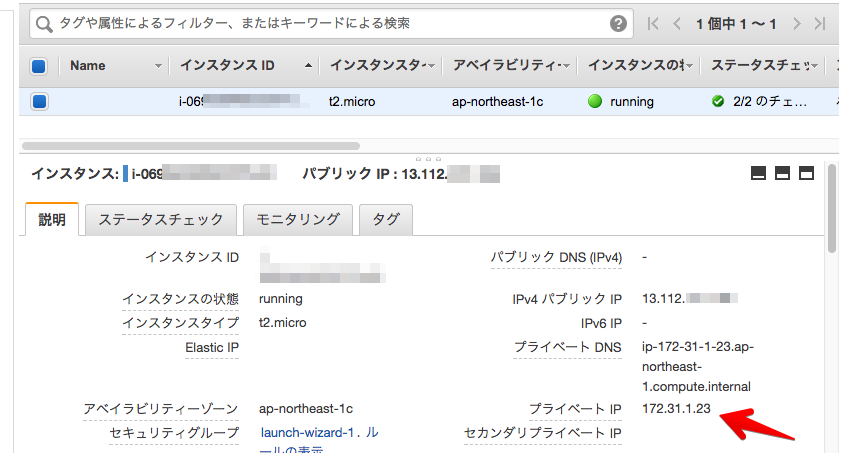 タグや属性によるフィルター、またはキーワードによる検索
1 個中 1 ~ 1
Name インスタンス ID インスタンスタ アベイラビリティー インスタンスの状 ステータスチェッ
i-069 t2.micro ap-northeast-1c running 2/2 のチェ…
インスタンス: i-069 パブリック IP : 13.112.
説明 ステータスチェック モニタリング タグ
インスタンス ID
パブリック DNS (IPv4) -
インスタンスの状態 running
IPv4 パブリック IP 13.112.
インスタンスタイプ t2.micro
IPv6 IP -
Elastic IP
プライベート DNS ip-172-31-1-23.ap-
northeast-
1.compute.internal
アベイラビリティーゾーン ap-northeast-1c
プライベート IP 172.31.1.23
セキュリティグループ launch-wizard-1. ル
ールの表示
セカンダリプライベート IP